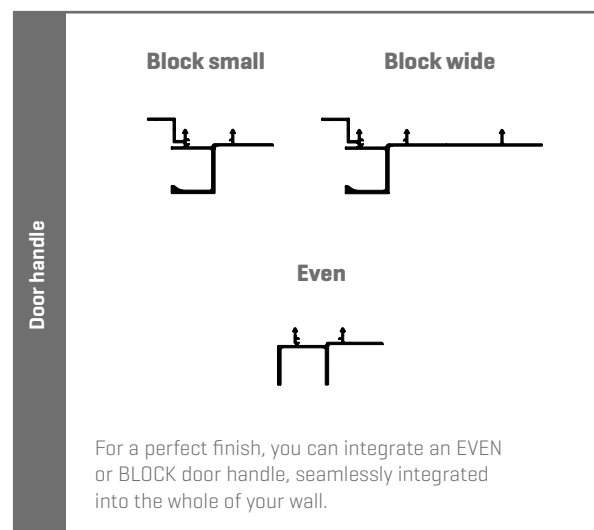 Block small
Block wide
Door handle
Even
For a perfect finish, you can integrate an EVEN
or BLOCK door handle, seamlessly integrated
into the whole of your wall.